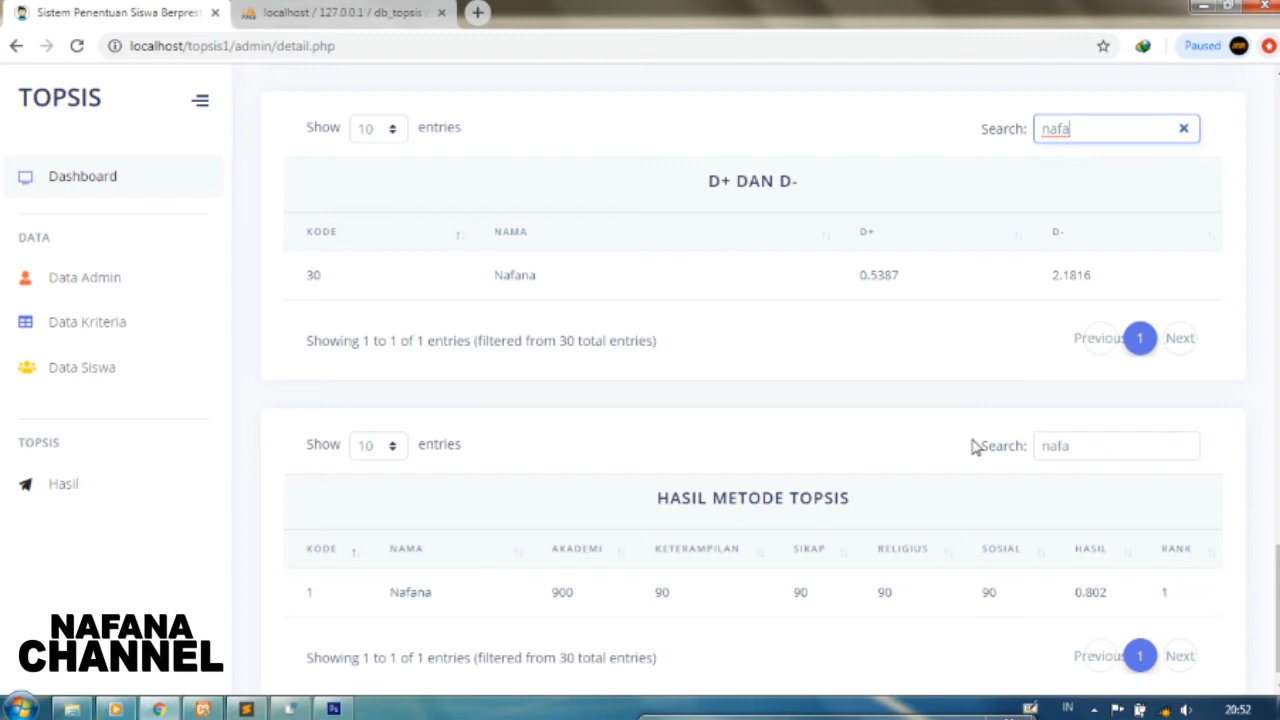 Sistem Penentuan Siswa Berprest
localhost / 127.0.0.1 / db_topsis
localhost/topsis1/admin/detail.php
Paused
TOPSIS
Dashboard
DATA
Data Admin
Data Kriteria
Data Siswa
TOPSIS
Hasil
Show 10 entries
Search: nafa
D+ DAN D-
KODE NAMA D+ D-
30 Nafana 0.5387 2.1816
Showing 1 to 1 of 1 entries (filtered from 30 total entries)
Previous 1 Next
Show 10 entries
Search: nafa
HASIL METODE TOPSIS
KODE NAMA AKADEMI KETERAMPILAN SIKAP RELIGIUS SOSIAL HASIL RANK
1 Nafana 900 90 90 90 90 0.802 1
Showing 1 to 1 of 1 entries (filtered from 30 total entries)
Previous 1 Next
NAFANA
CHANNEL
IN
20:52